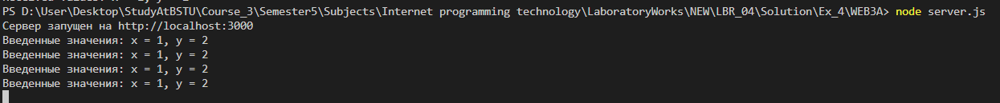 PS D:\User\Desktop\StudyAtBSTU\Course_3\Semester5\Subjects\Internet programming technology\LaboratoryWorks\NEW\LBR_04\Solution\Ex_4\WEB3A> node server.js
Сервер запущен на http://localhost:3000
Введенные значения: x = 1, y = 2
Введенные значения: x = 1, y = 2
Введенные значения: x = 1, y = 2
Введенные значения: x = 1, y = 2